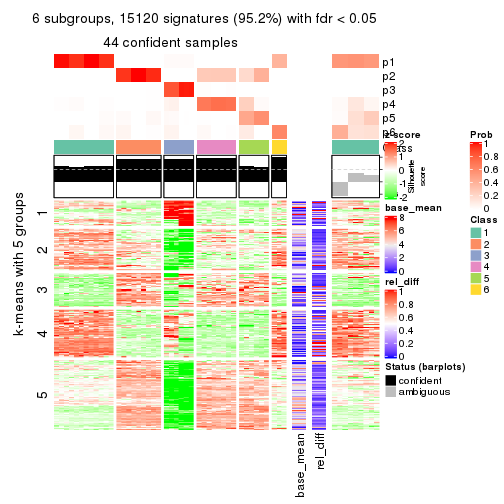 6 subgroups, 15120 signatures (95.2%) with fdr < 0.05
44 confident samples
p1
p2
p3
p4
p5
p6
Class
Silhouette
score
k-means with 5 groups
1
2
3
4
5
base_mean
rel_diff
z-score
2
1
0
-1
-2
base_mean
8
6
4
2
0
rel_diff
1
0.8
0.6
0.4
0.2
0
Status (barplots)
confident
ambiguous
Prob
1
0.8
0.6
0.4
0.2
0
Class
1
2
3
4
5
6